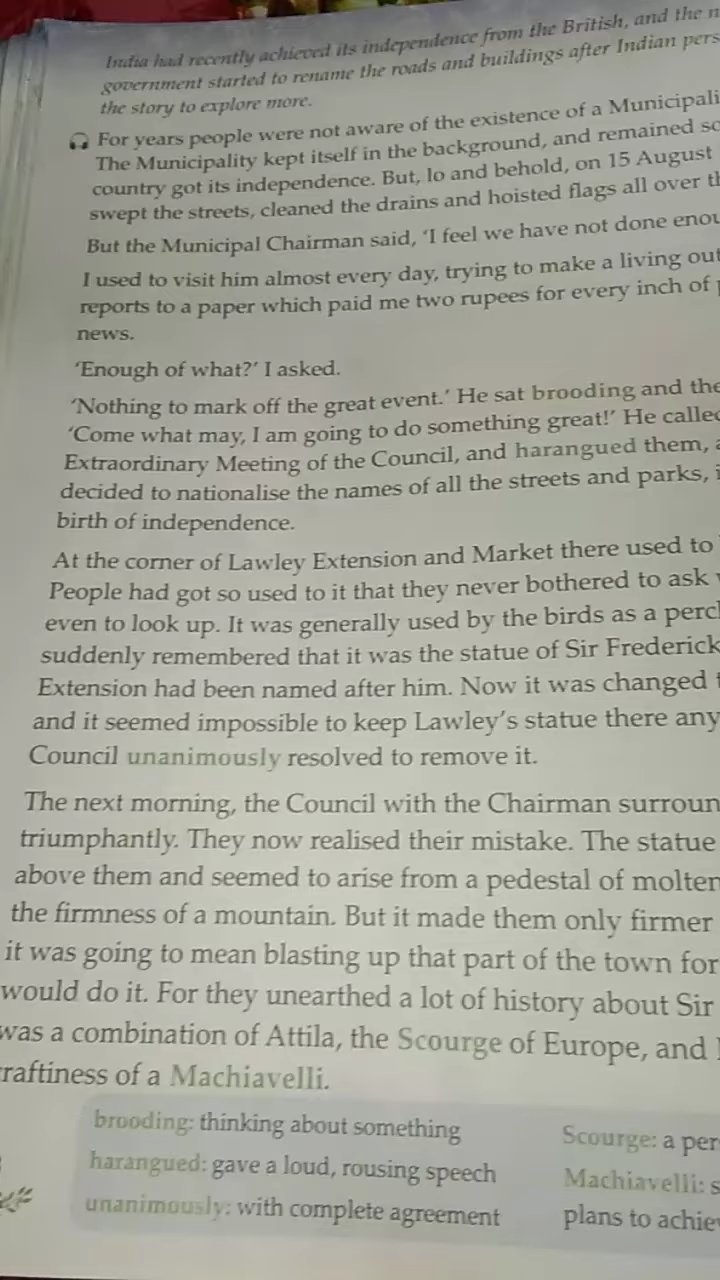 India had recently achieved its independence from the British, and the
government started to rename the roads and buildings after Indian
the story to explore more.
For years people were not aware of the existence of a
The Municipality kept itself in the background, and remained
country got its independence. But, lo and behold, on 15 August
swept the streets, cleaned the drains and hoisted flags all over
But the Municipal Chairman said, 'I feel we have not done
I used to visit him almost every day, trying to make a living out
reports to a paper which paid me two rupees for every inch of
news.
'Enough of what?' I asked.
'Nothing to mark off the great event.' He sat brooding and
'Come what may, I am going to do something great!' He
Extraordinary Meeting of the Council, and harangued them,
decided to nationalise the names of all the streets and parks,
birth of independence.
At the corner of Lawley Extension and Market there used to
People had got so used to it that they never bothered to ask
even to look up. It was generally used by the birds as a
suddenly remembered that it was the statue of Sir Frederick
Extension had been named after him. Now it was changed
and it seemed impossible to keep Lawley's statue there
Council unanimously resolved to remove it.
The next morning, the Council with the Chairman
triumphantly. They now realised their mistake. The statue
above them and seemed to arise from a pedestal of
the firmness of a mountain. But it made them only firmer
it was going to mean blasting up that part of the town for
would do it. For they unearthed a lot of history about Sir
was a combination of Attila, the Scourge of Europe, and
raftiness of a Machiavelli.
brooding: thinking about something
harangued: gave a loud, rousing speech
unanimously: with complete agreement
Scourge: a
Machiavelli:
plans to